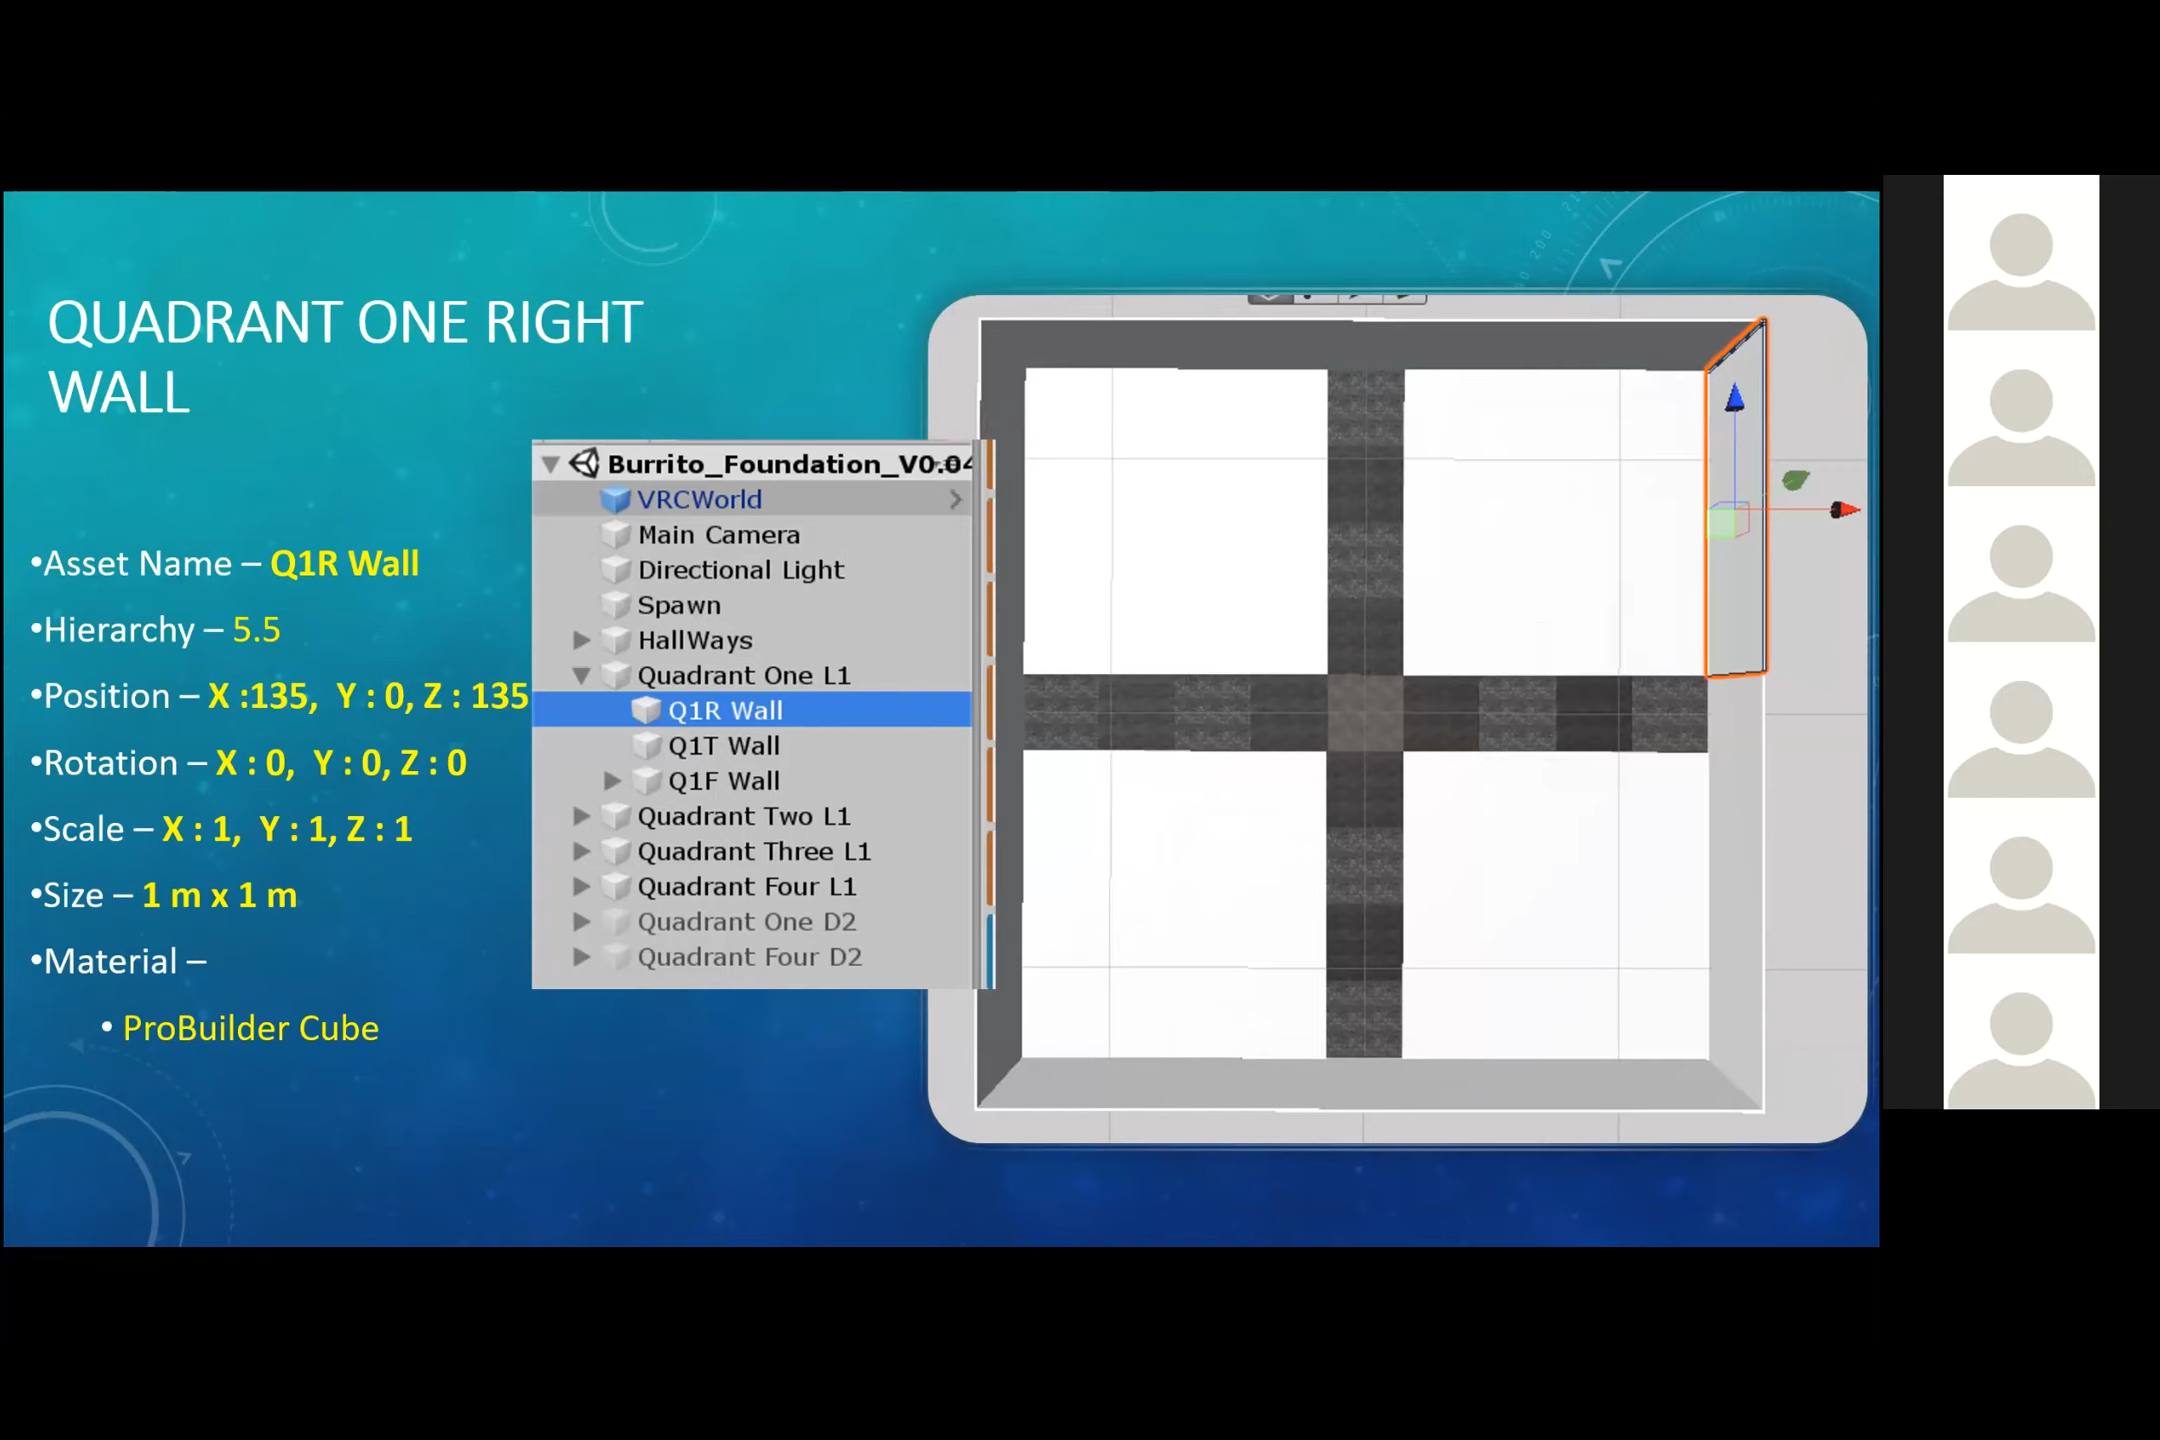 QUADRANT ONE RIGHT
WALL
•Asset Name – Q1R Wall
•Hierarchy – 5.5
•Position – X :135, Y : 0, Z : 135
•Rotation – X : 0, Y : 0, Z : 0
•Scale – X : 1, Y : 1, Z : 1
•Size – 1 m x 1 m
•Material –
• ProBuilder Cube
Burrito_Foundation_V0.04
VRCWorld
Main Camera
Directional Light
Spawn
HallWays
Quadrant One L1
Q1R Wall
Q1T Wall
Q1F Wall
Quadrant Two L1
Quadrant Three L1
Quadrant Four L1
Quadrant One D2
Quadrant Four D2
200